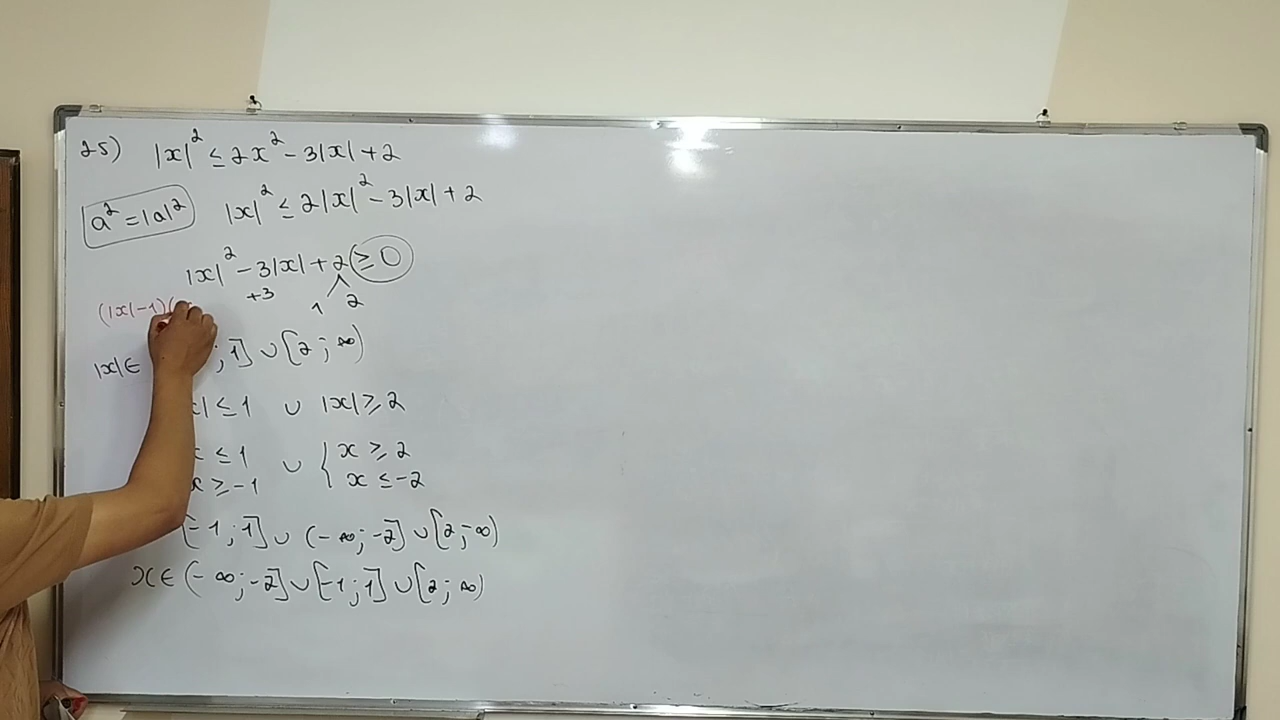 25) |x|² ≤ 2x² - 3|x| + 2
a² = |a|²
|x|² ≤ 2|x|² - 3|x| + 2
|x|² - 3|x| + 2 ≥ 0
+3 1 2
(|x|-1)(
|x| ∈ ; 1] ∪ [2 ; ∞)
x| ≤ 1 ∪ |x| ≥ 2
x ≤ 1 ∪ { x ≥ 2
x ≥ -1 x ≤ -2
[-1 ; 1] ∪ (-∞ ; -2] ∪ [2 ; ∞)
x ∈ (-∞ ; -2] ∪ [-1 ; 1] ∪ [2 ; ∞)